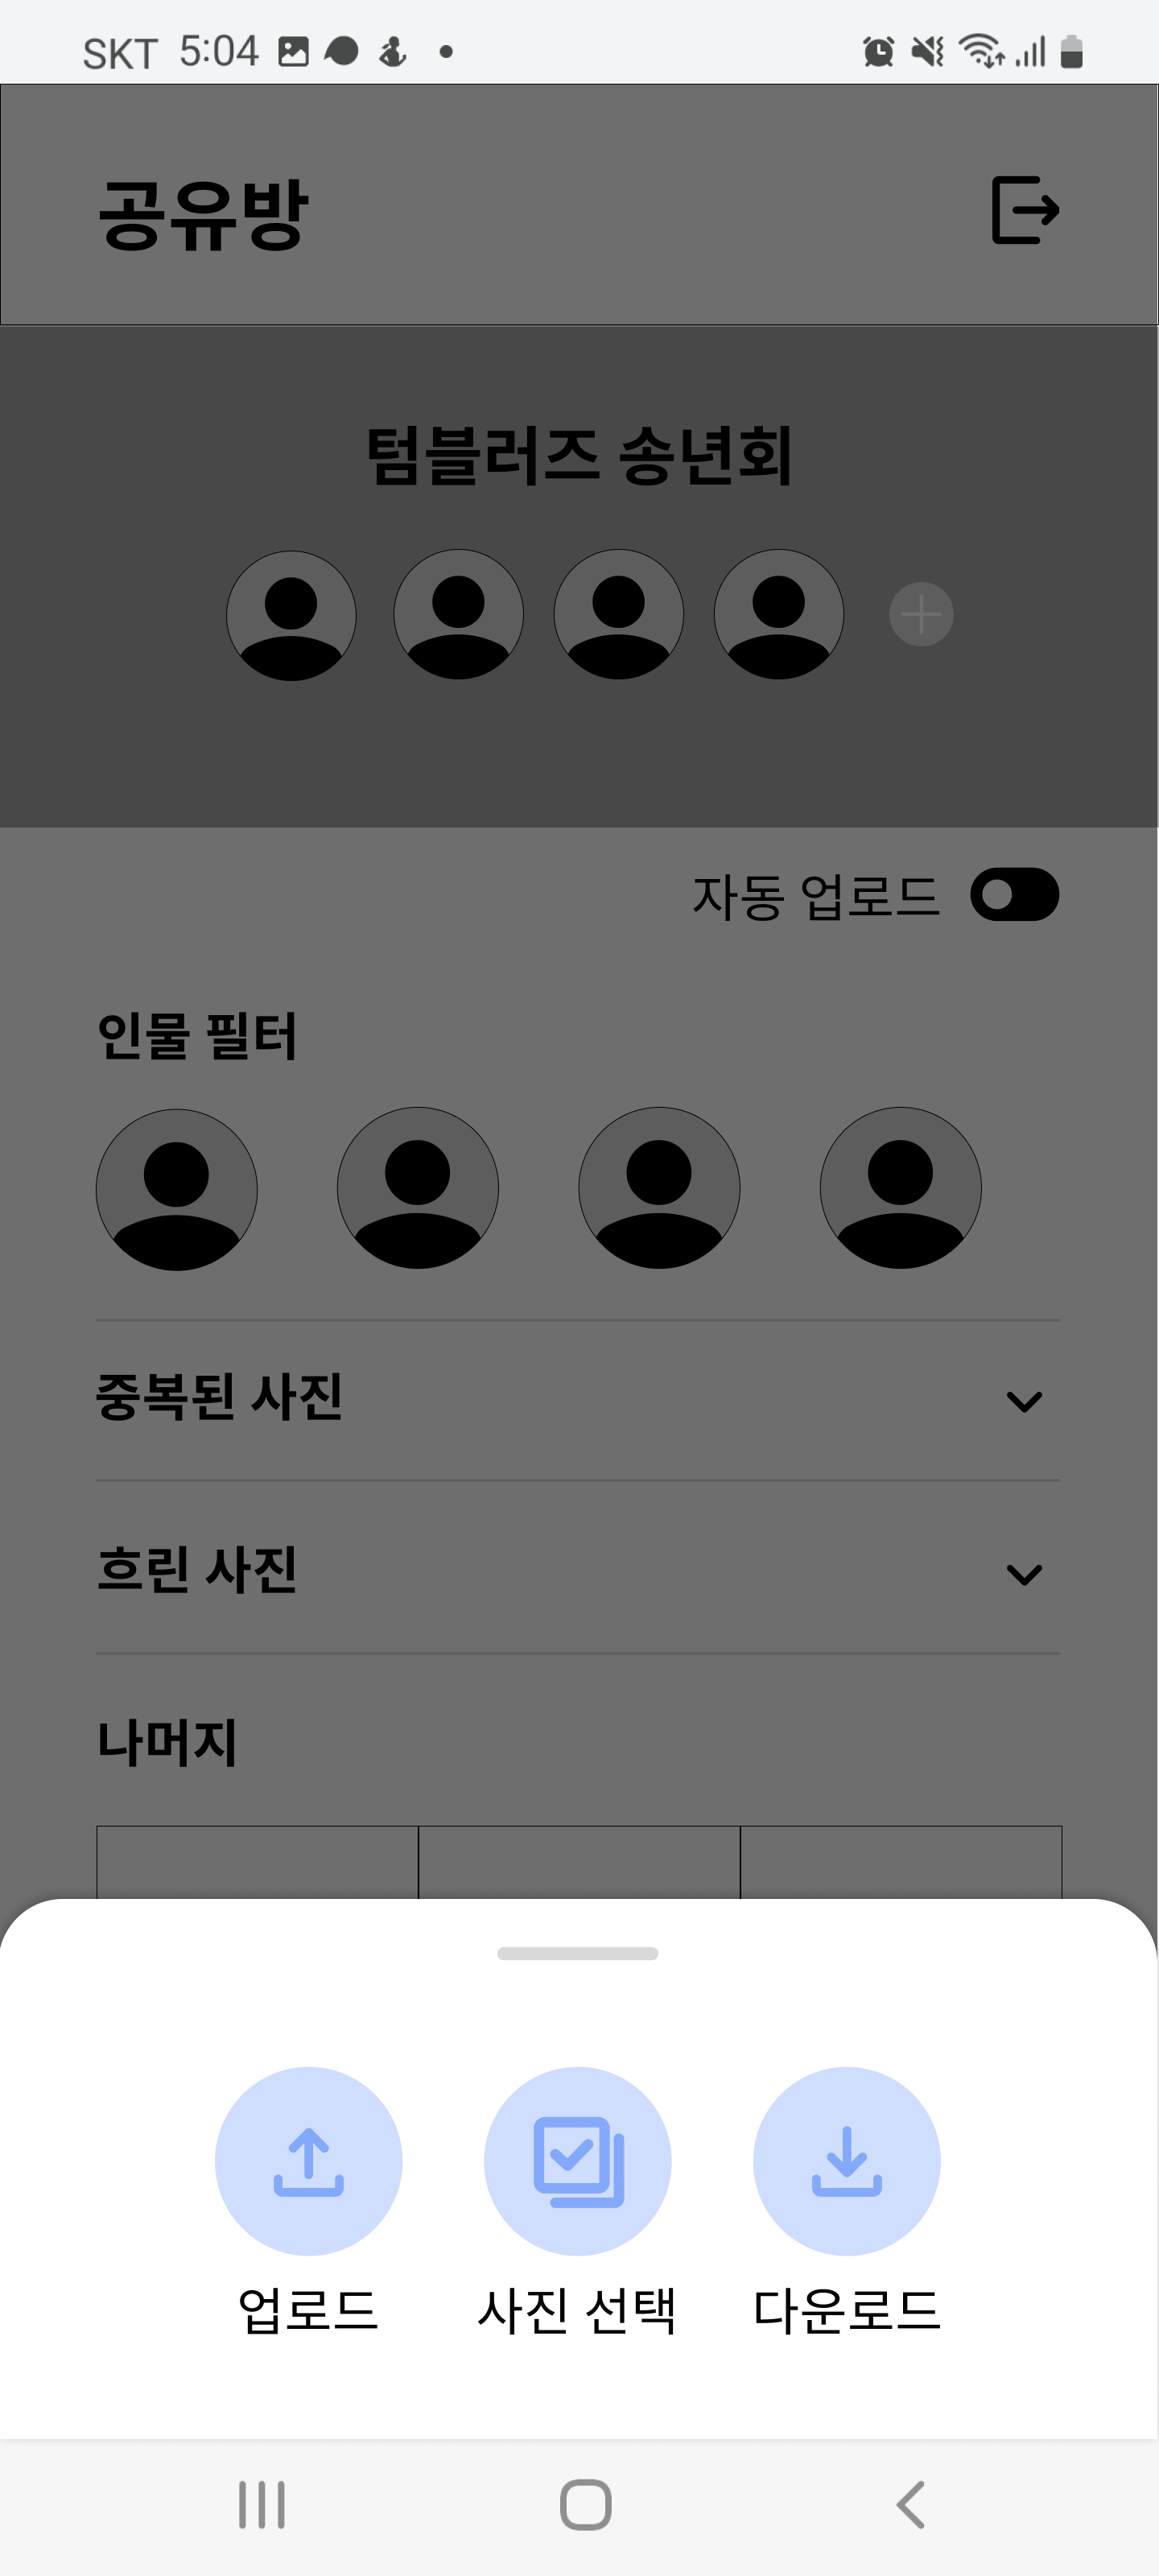 SKT 5:04
공유방
텀블러즈 송년회
자동 업로드
인물 필터
중복된 사진
흐린 사진
나머지
업로드 사진 선택 다운로드